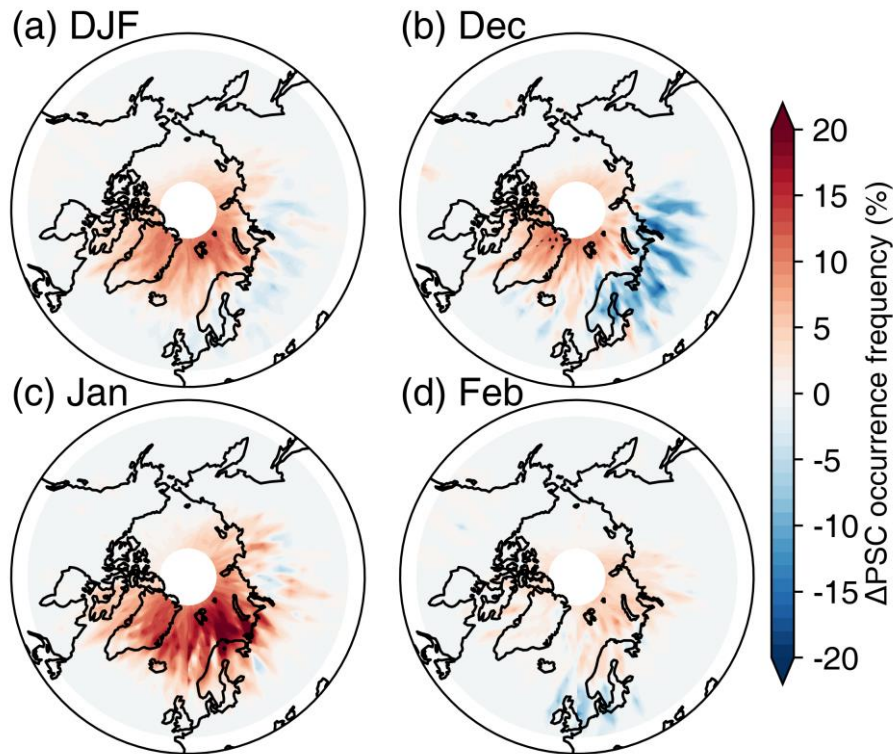 (a) DJF
(b) Dec
(c) Jan
(d) Feb
20
15
10
5
0
-5
-10
-15
-20
ΔPSC occurrence frequency (%)